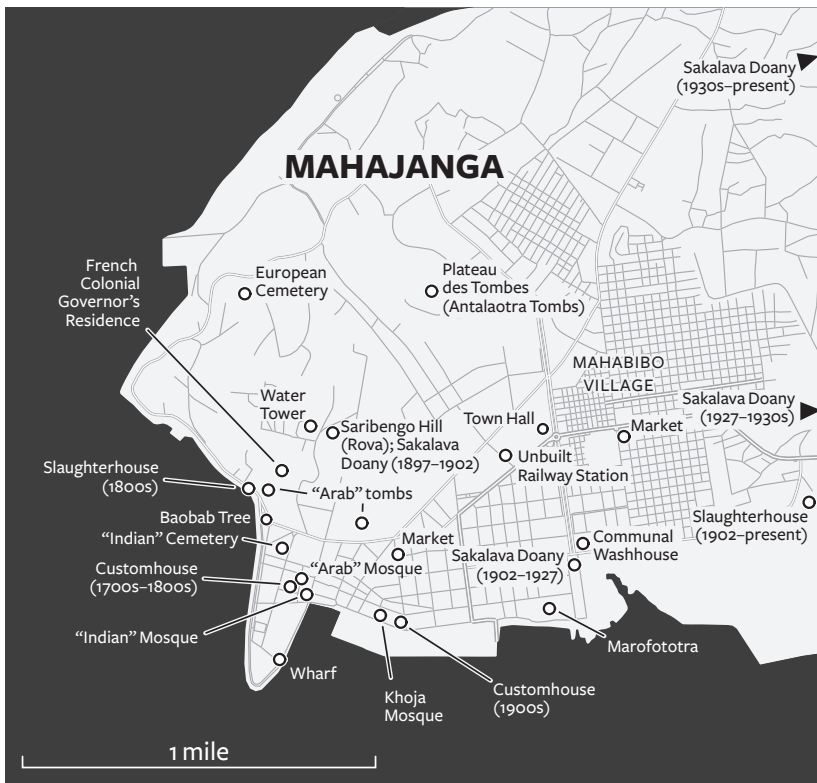 Sakalava Doany
(1930s–present)
MAHAJANGA
French
Colonial
Governor’s
Residence
European
Cemetery
Plateau
des Tombes
(Antalaotra Tombs)
MAHABIBO
VILLAGE
Water
Tower
Saribengo Hill
(Rova); Sakalava
Doany (1897–1902)
Town Hall
Sakalava Doany
(1927–1930s)
Market
Unbuilt
Railway Station
Slaughterhouse
(1800s)
“Arab” tombs
Slaughterhouse
(1902–present)
Baobab Tree
“Indian” Cemetery
Market
Communal
Washhouse
Sakalava Doany
(1902–1927)
“Arab” Mosque
Customhouse
(1700s–1800s)
“Indian” Mosque
Marofototra
Wharf
Khoja
Mosque
Customhouse
(1900s)
1 mile